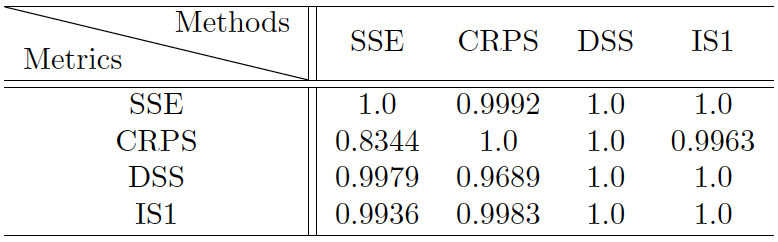 Methods
Metrics
SSE CRPS DSS IS1
SSE 1.0 0.9992 1.0 1.0
CRPS 0.8344 1.0 1.0 0.9963
DSS 0.9979 0.9689 1.0 1.0
IS1 0.9936 0.9983 1.0 1.0